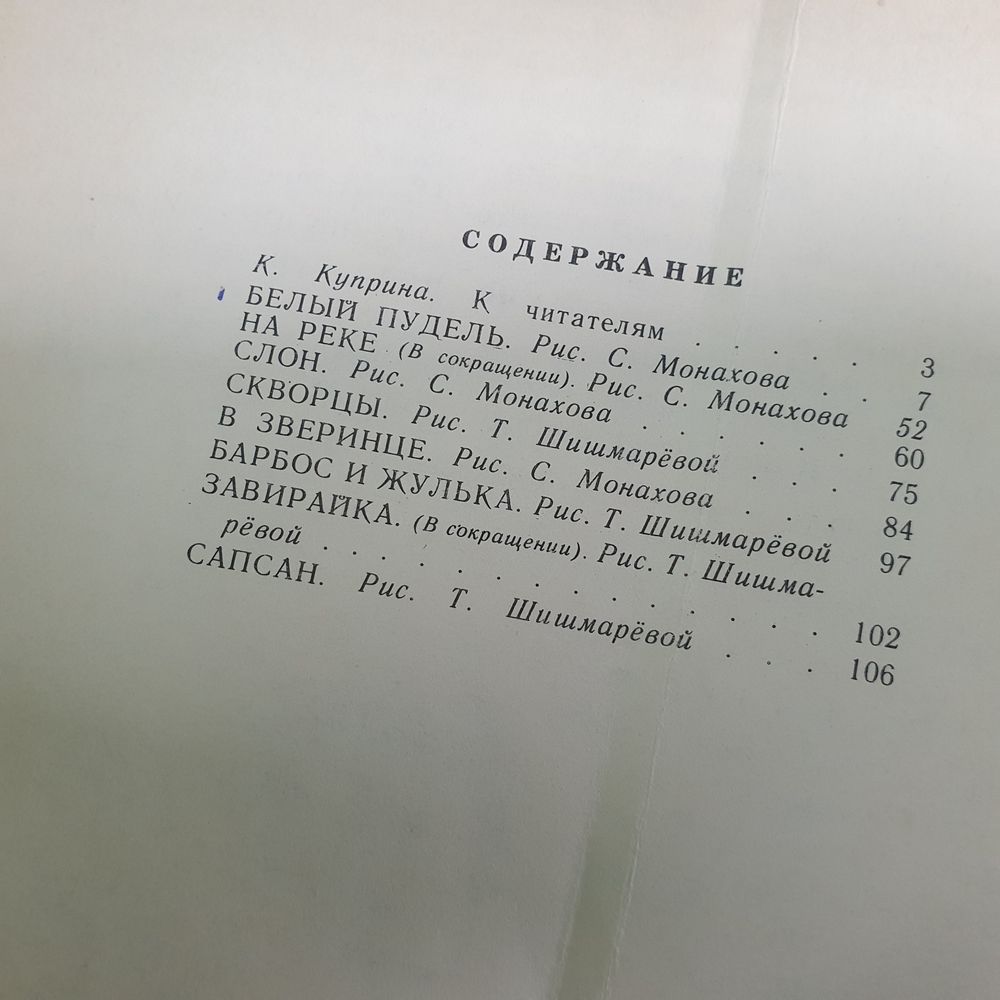 СОДЕРЖАНИЕ
К. Куприна. К читателям . . . . . 3
БЕЛЫЙ ПУДЕЛЬ. Рис. С. Монахова . . 7
НА РЕКЕ (В сокращении). Рис. С. Монахова 52
СЛОН. Рис. С. Монахова . . . . . . 60
СКВОРЦЫ. Рис. Т. Шишмарёвой . . . 75
В ЗВЕРИНЦЕ. Рис. С. Монахова . . . 84
БАРБОС И ЖУЛЬКА. Рис. Т. Шишмарёвой 97
ЗАВИРАЙКА. (В сокращении). Рис. Т. Шишма-
рёвой . . . . . . . . . . . . . 102
САПСАН. Рис. Т. Шишмарёвой . . . 106